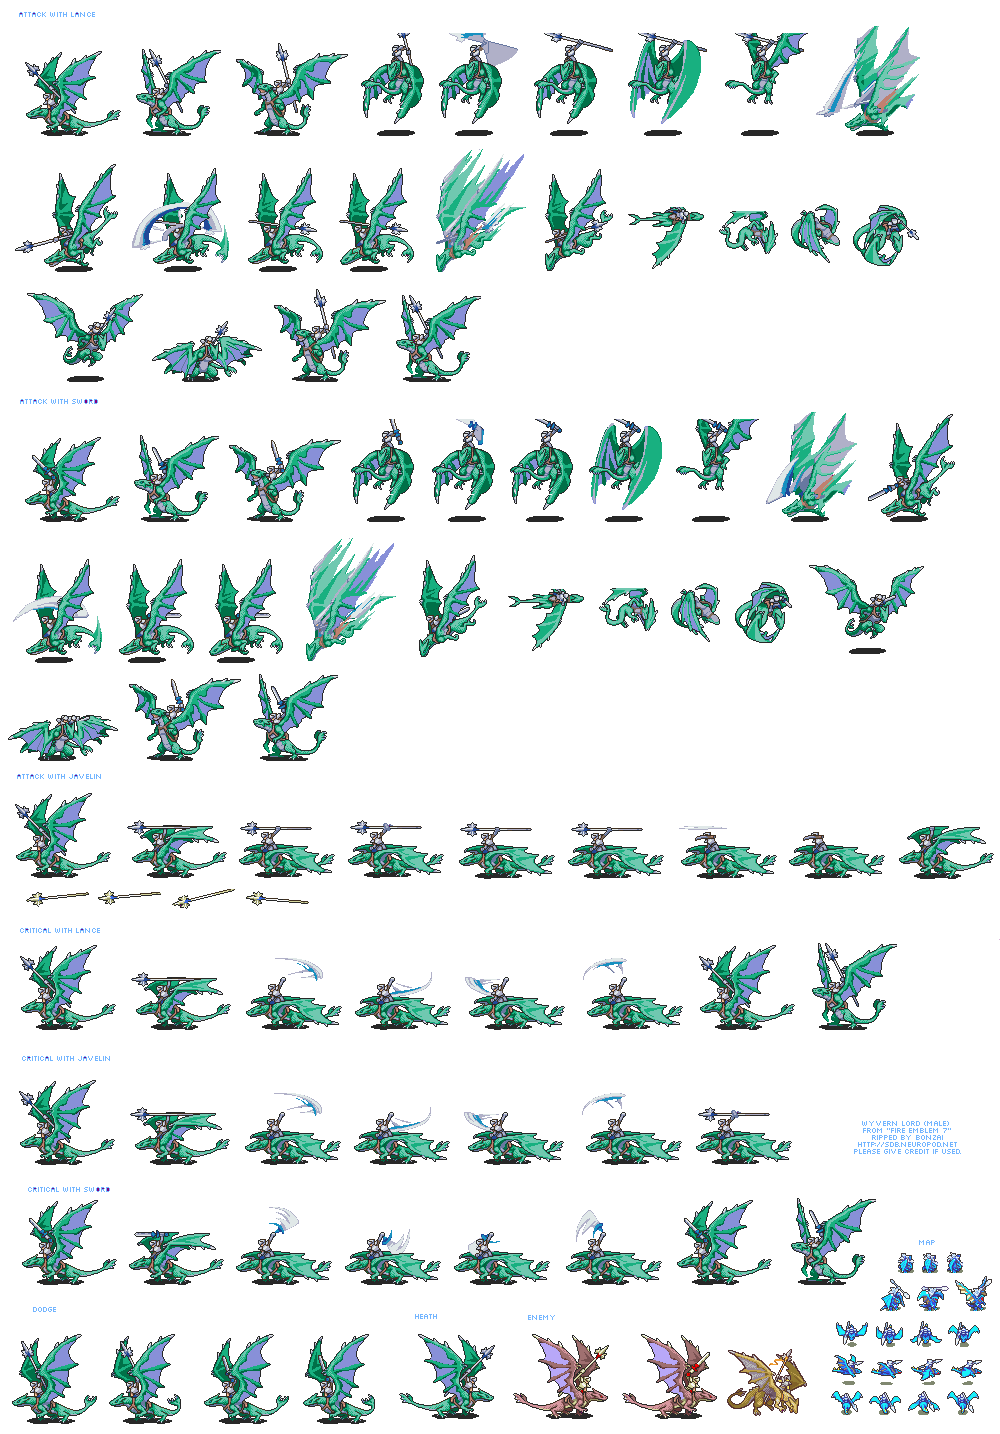 ATTACK WITH LANCE
ATTACK WITH SWORD
ATTACK WITH JAVELIN
CRITICAL WITH LANCE
CRITICAL WITH JAVELIN
WYVERN LORD (MALE)
FROM "FIRE EMBLEM 7"
RIPPED BY BONZAI
HTTP://SDB.NEUROPOD.NET
PLEASE GIVE CREDIT IF USED.
CRITICAL WITH SWORD
MAP
DODGE
HEATH
ENEMY